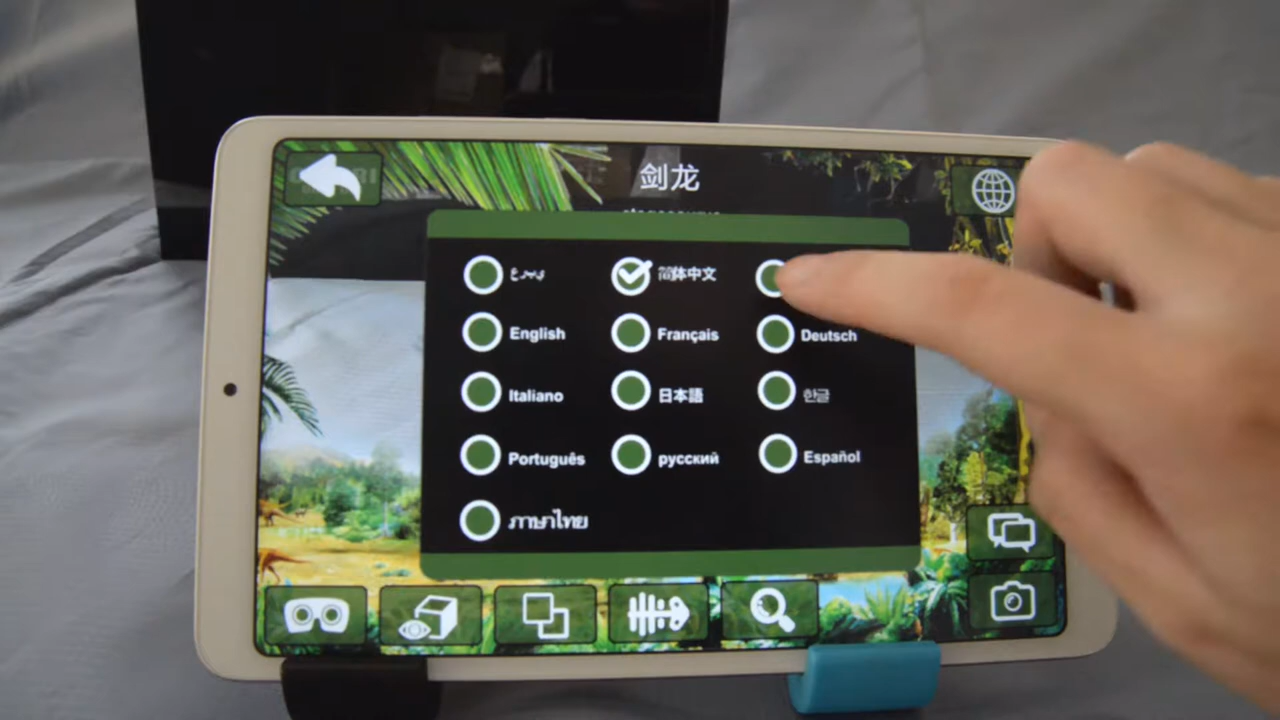 剑龙
简体中文
English
Français
Deutsch
Italiano
日本語
한글
Português
русский
Español
ภาษาไทย